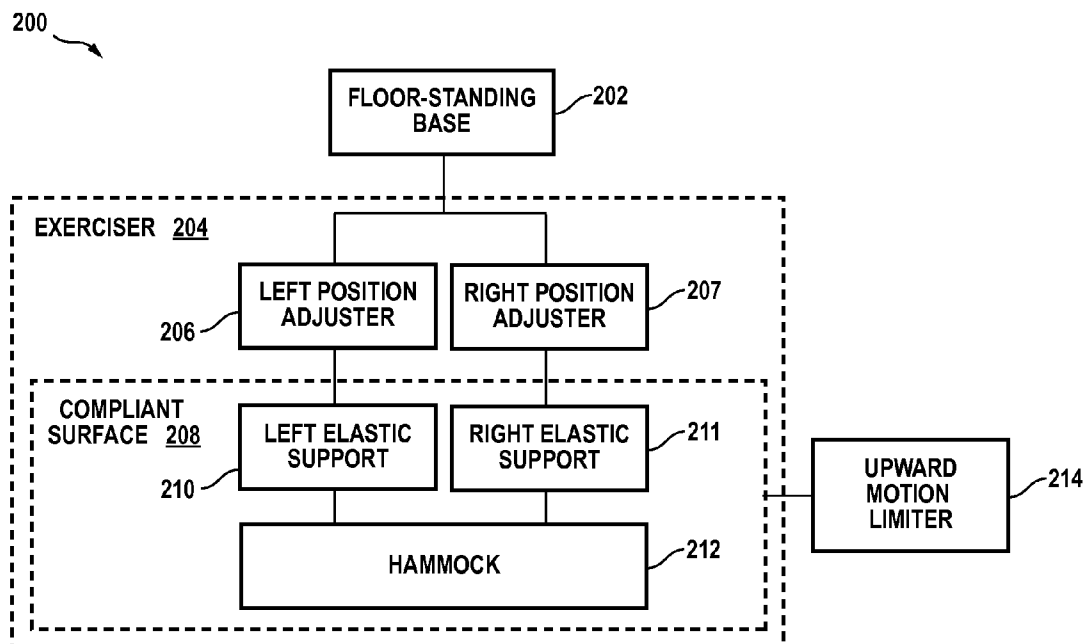 200
FLOOR-STANDING
BASE
202
EXERCISER 204
LEFT POSITION
ADJUSTER
206
RIGHT POSITION
ADJUSTER
207
COMPLIANT
SURFACE 208
LEFT ELASTIC
SUPPORT
210
RIGHT ELASTIC
SUPPORT
211
HAMMOCK
212
UPWARD
MOTION
LIMITER
214